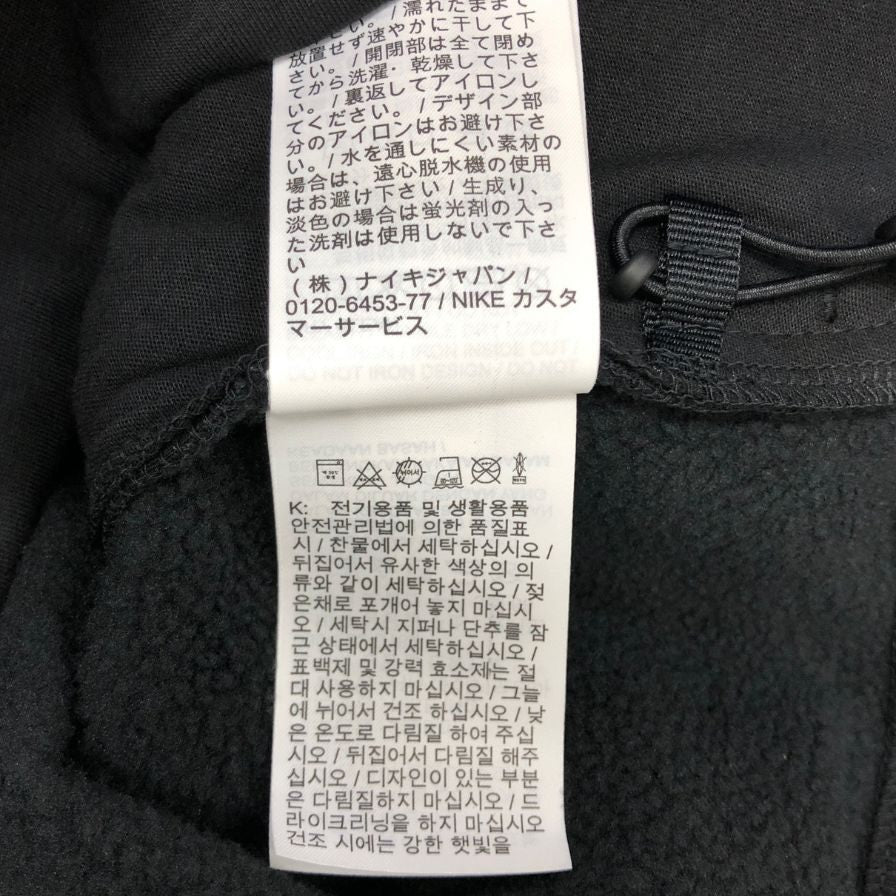 さい。/濡れたままで
放置せず速やかに干して下
さい。/開閉部は全て閉め
てから洗濯・乾燥して下さ
い。/裏返してアイロンし
てください。/デザイン部
分のアイロンはお避け下さ
い。/水を通しにくい素材の
場合は、遠心脱水機の使用
はお避け下さい/生成り、
淡色の場合は蛍光剤の入っ
た洗剤は使用しないで下さ
い
(株)ナイキジャパン/
0120-6453-77 / NIKE カスタ
マーサービス
K: 전기용품 및 생활용품
안전관리법에 의한 품질표
시 / 찬물에서 세탁하십시오 /
뒤집어서 유사한 색상의 의
류와 같이 세탁하십시오 / 젖
은채로 포개어 놓지 마십시
오 / 세탁시 지퍼나 단추를 잠
근 상태에서 세탁하십시오 /
표백제 및 강력 효소제는 절
대 사용하지 마십시오 / 그늘
에 뉘어서 건조 하십시오 / 낮
은 온도로 다림질 하여 주십
시오 / 뒤집어서 다림질 해주
십시오 / 디자인이 있는 부분
은 다림질하지 마십시오 / 드
라이크리닝을 하지 마십시오
건조 시에는 강한 햇빛을